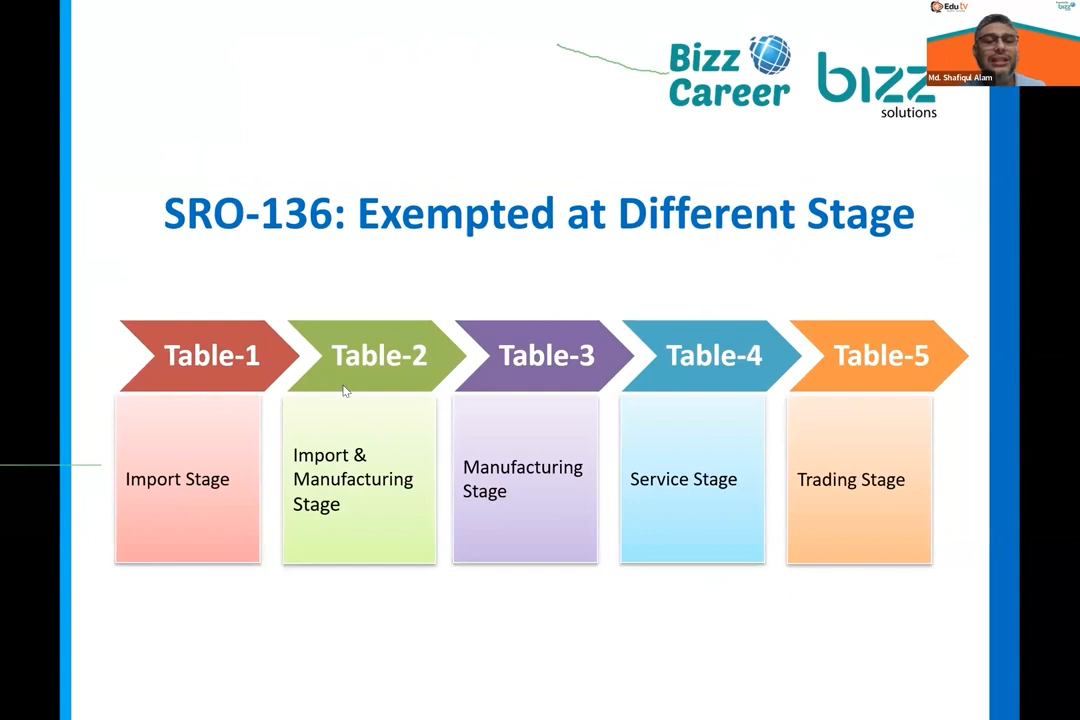 Edu tv
bizz
Md. Shafiqul Alam
Bizz
Career
bizz
solutions
SRO-136: Exempted at Different Stage
Table-1
Table-2
Table-3
Table-4
Table-5
Import Stage
Import &
Manufacturing
Stage
Manufacturing
Stage
Service Stage
Trading Stage